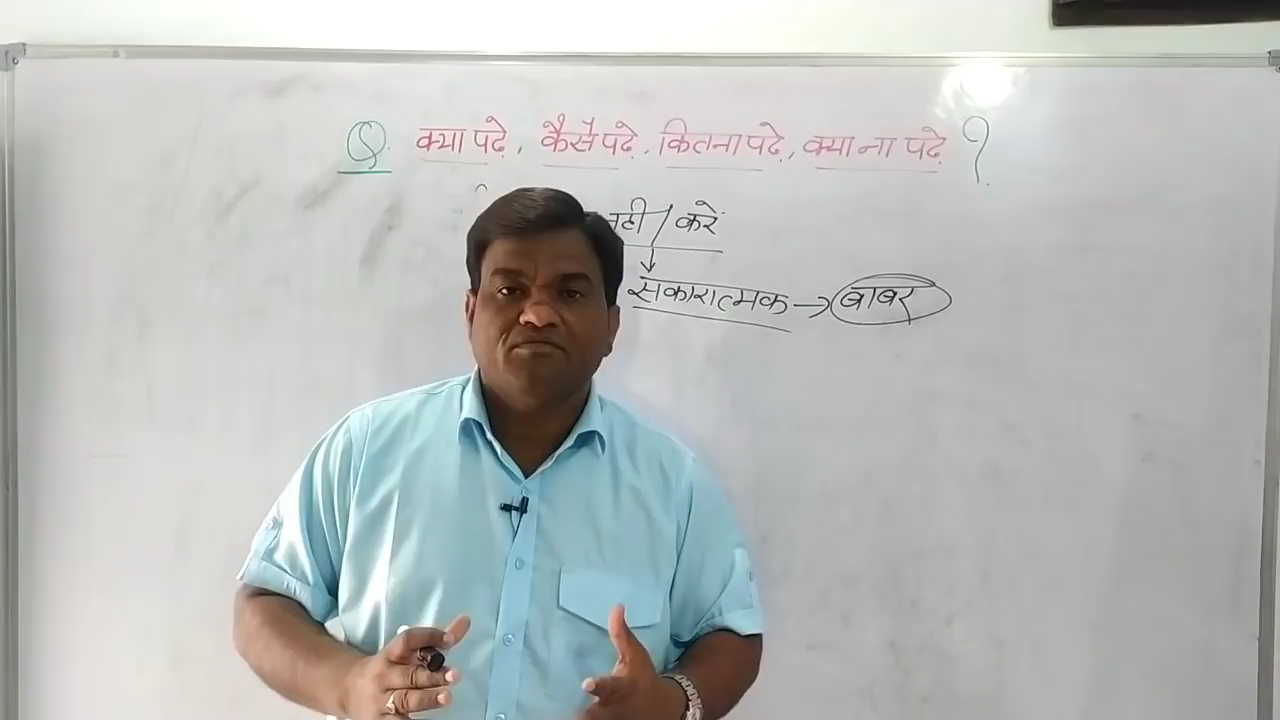 Q. क्या पढे, कैसे पढे, कितना पढे, क्या ना पढे ?
/ करें
↓
सकारात्मक → बाबर